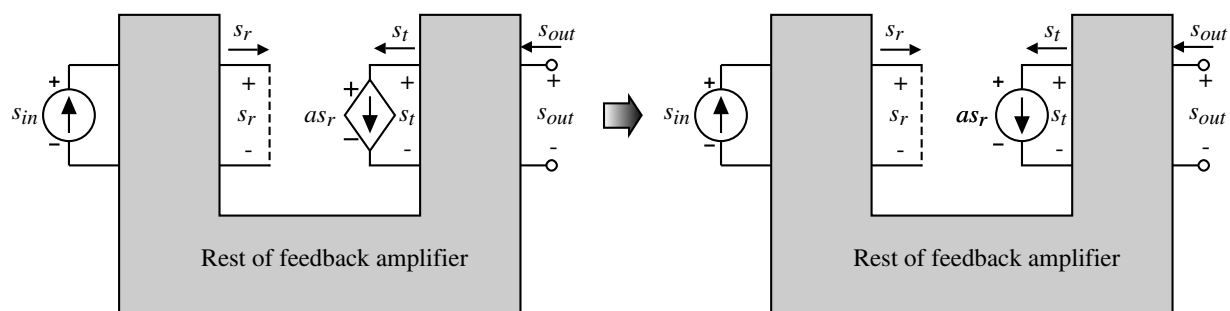 s_r s_t s_out s_r s_t s_out
+ + + + + + + + + +
s_in s_r as_r s_t s_out s_in s_r as_r s_t s_out
− - − - - − - − - -
Rest of feedback amplifier Rest of feedback amplifier